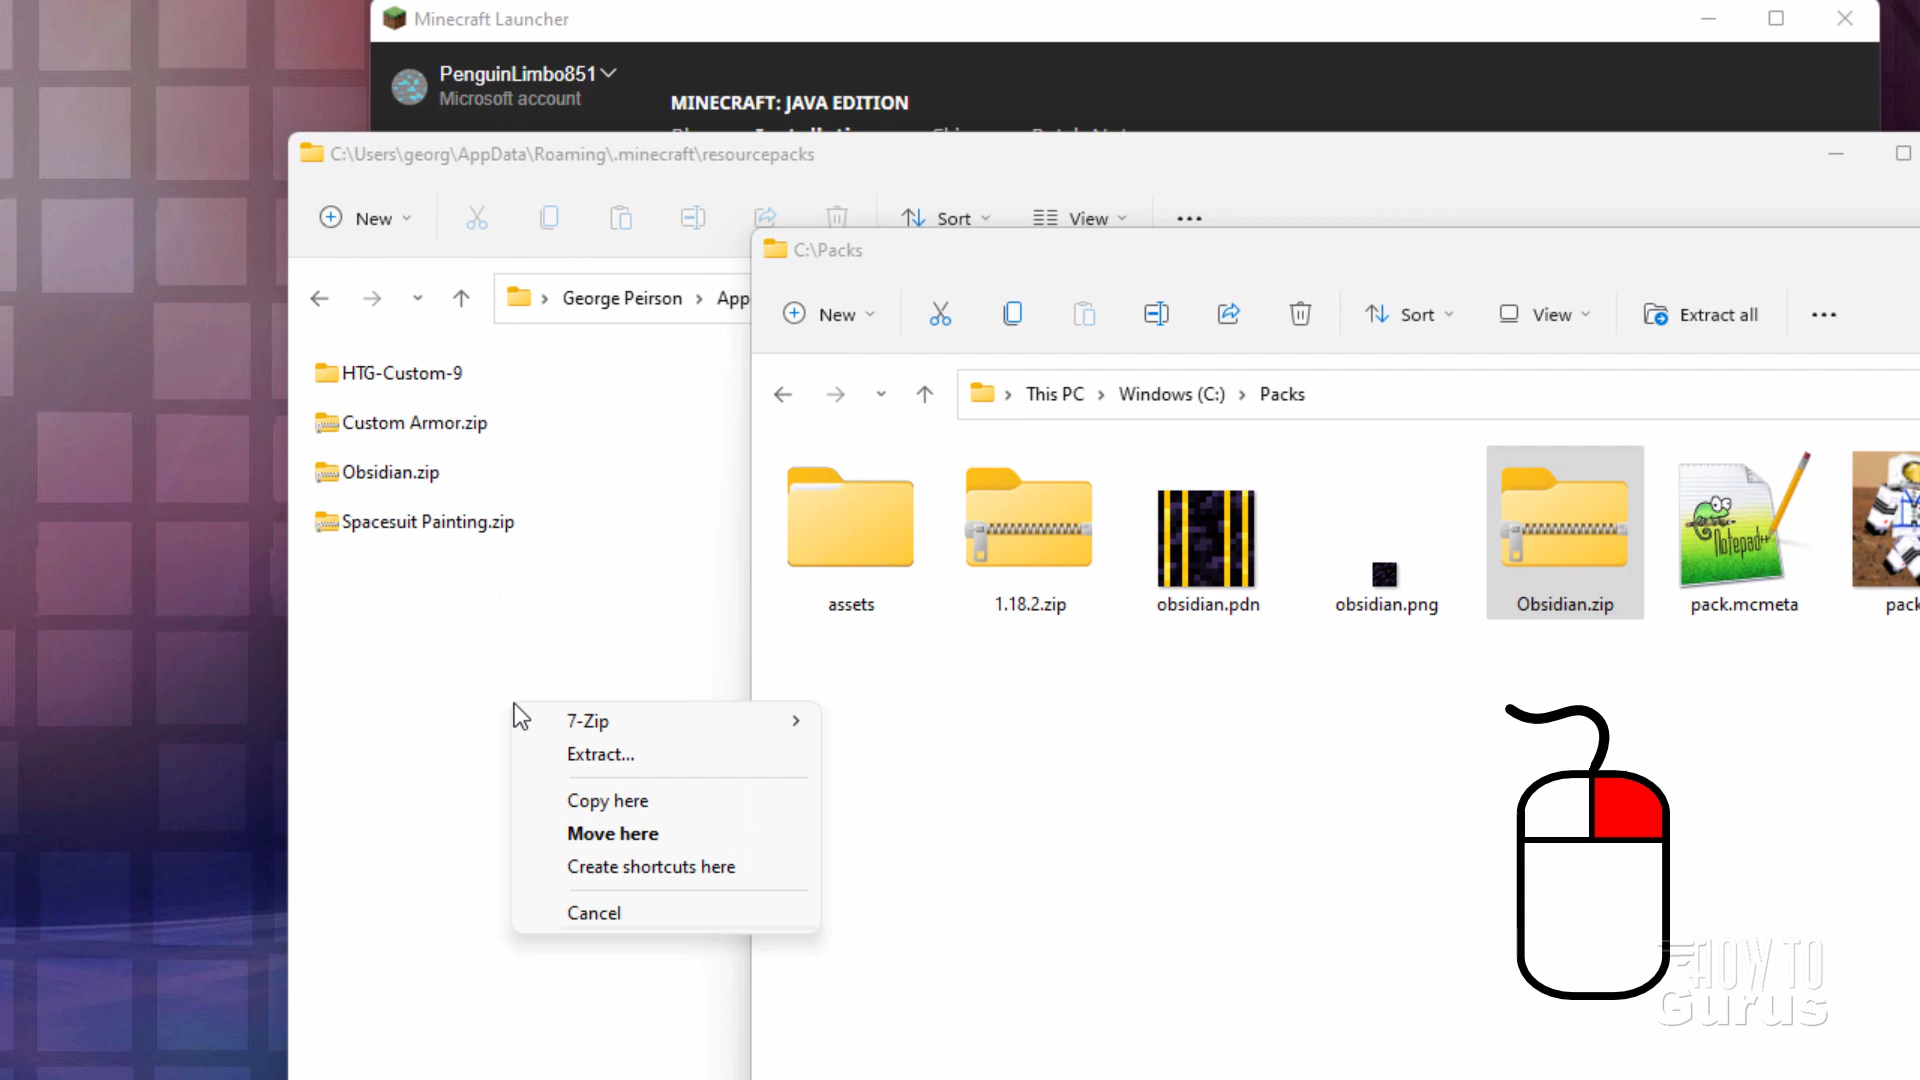 Minecraft Launcher
PenguinLimbo851
Microsoft account
MINECRAFT: JAVA EDITION
C:\Users\georg\AppData\Roaming\.minecraft\resourcepacks
New
Sort
View
C:\Packs
George Peirson
App
New
Sort
View
Extract all
This PC
Windows (C:)
Packs
HTG-Custom-9
Custom Armor.zip
Obsidian.zip
Spacesuit Painting.zip
Notepad++
assets
1.18.2.zip
obsidian.pdn
obsidian.png
Obsidian.zip
pack.mcmeta
pack
7-Zip
Extract...
Copy here
Move here
Create shortcuts here
Cancel
HOW TO
Gurus